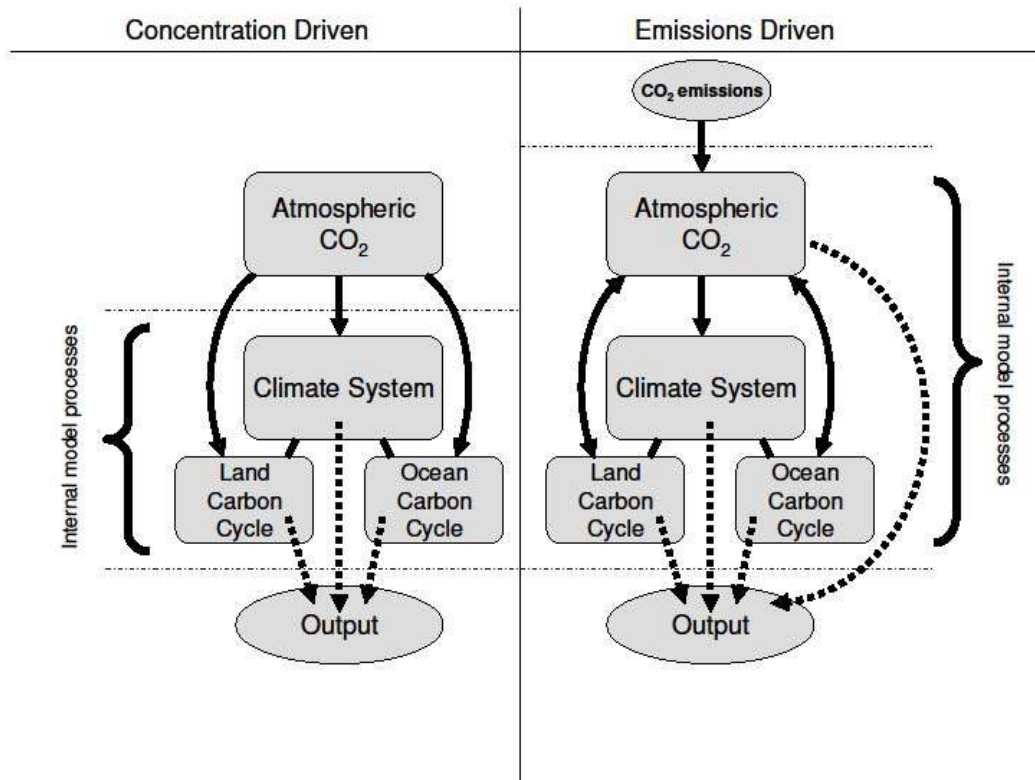 Concentration Driven
Emissions Driven
CO₂ emissions
Atmospheric
CO₂
Climate System
Land
Carbon
Cycle
Ocean
Carbon
Cycle
Output
Internal model processes
Atmospheric
CO₂
Climate System
Land
Carbon
Cycle
Ocean
Carbon
Cycle
Output
Internal model processes